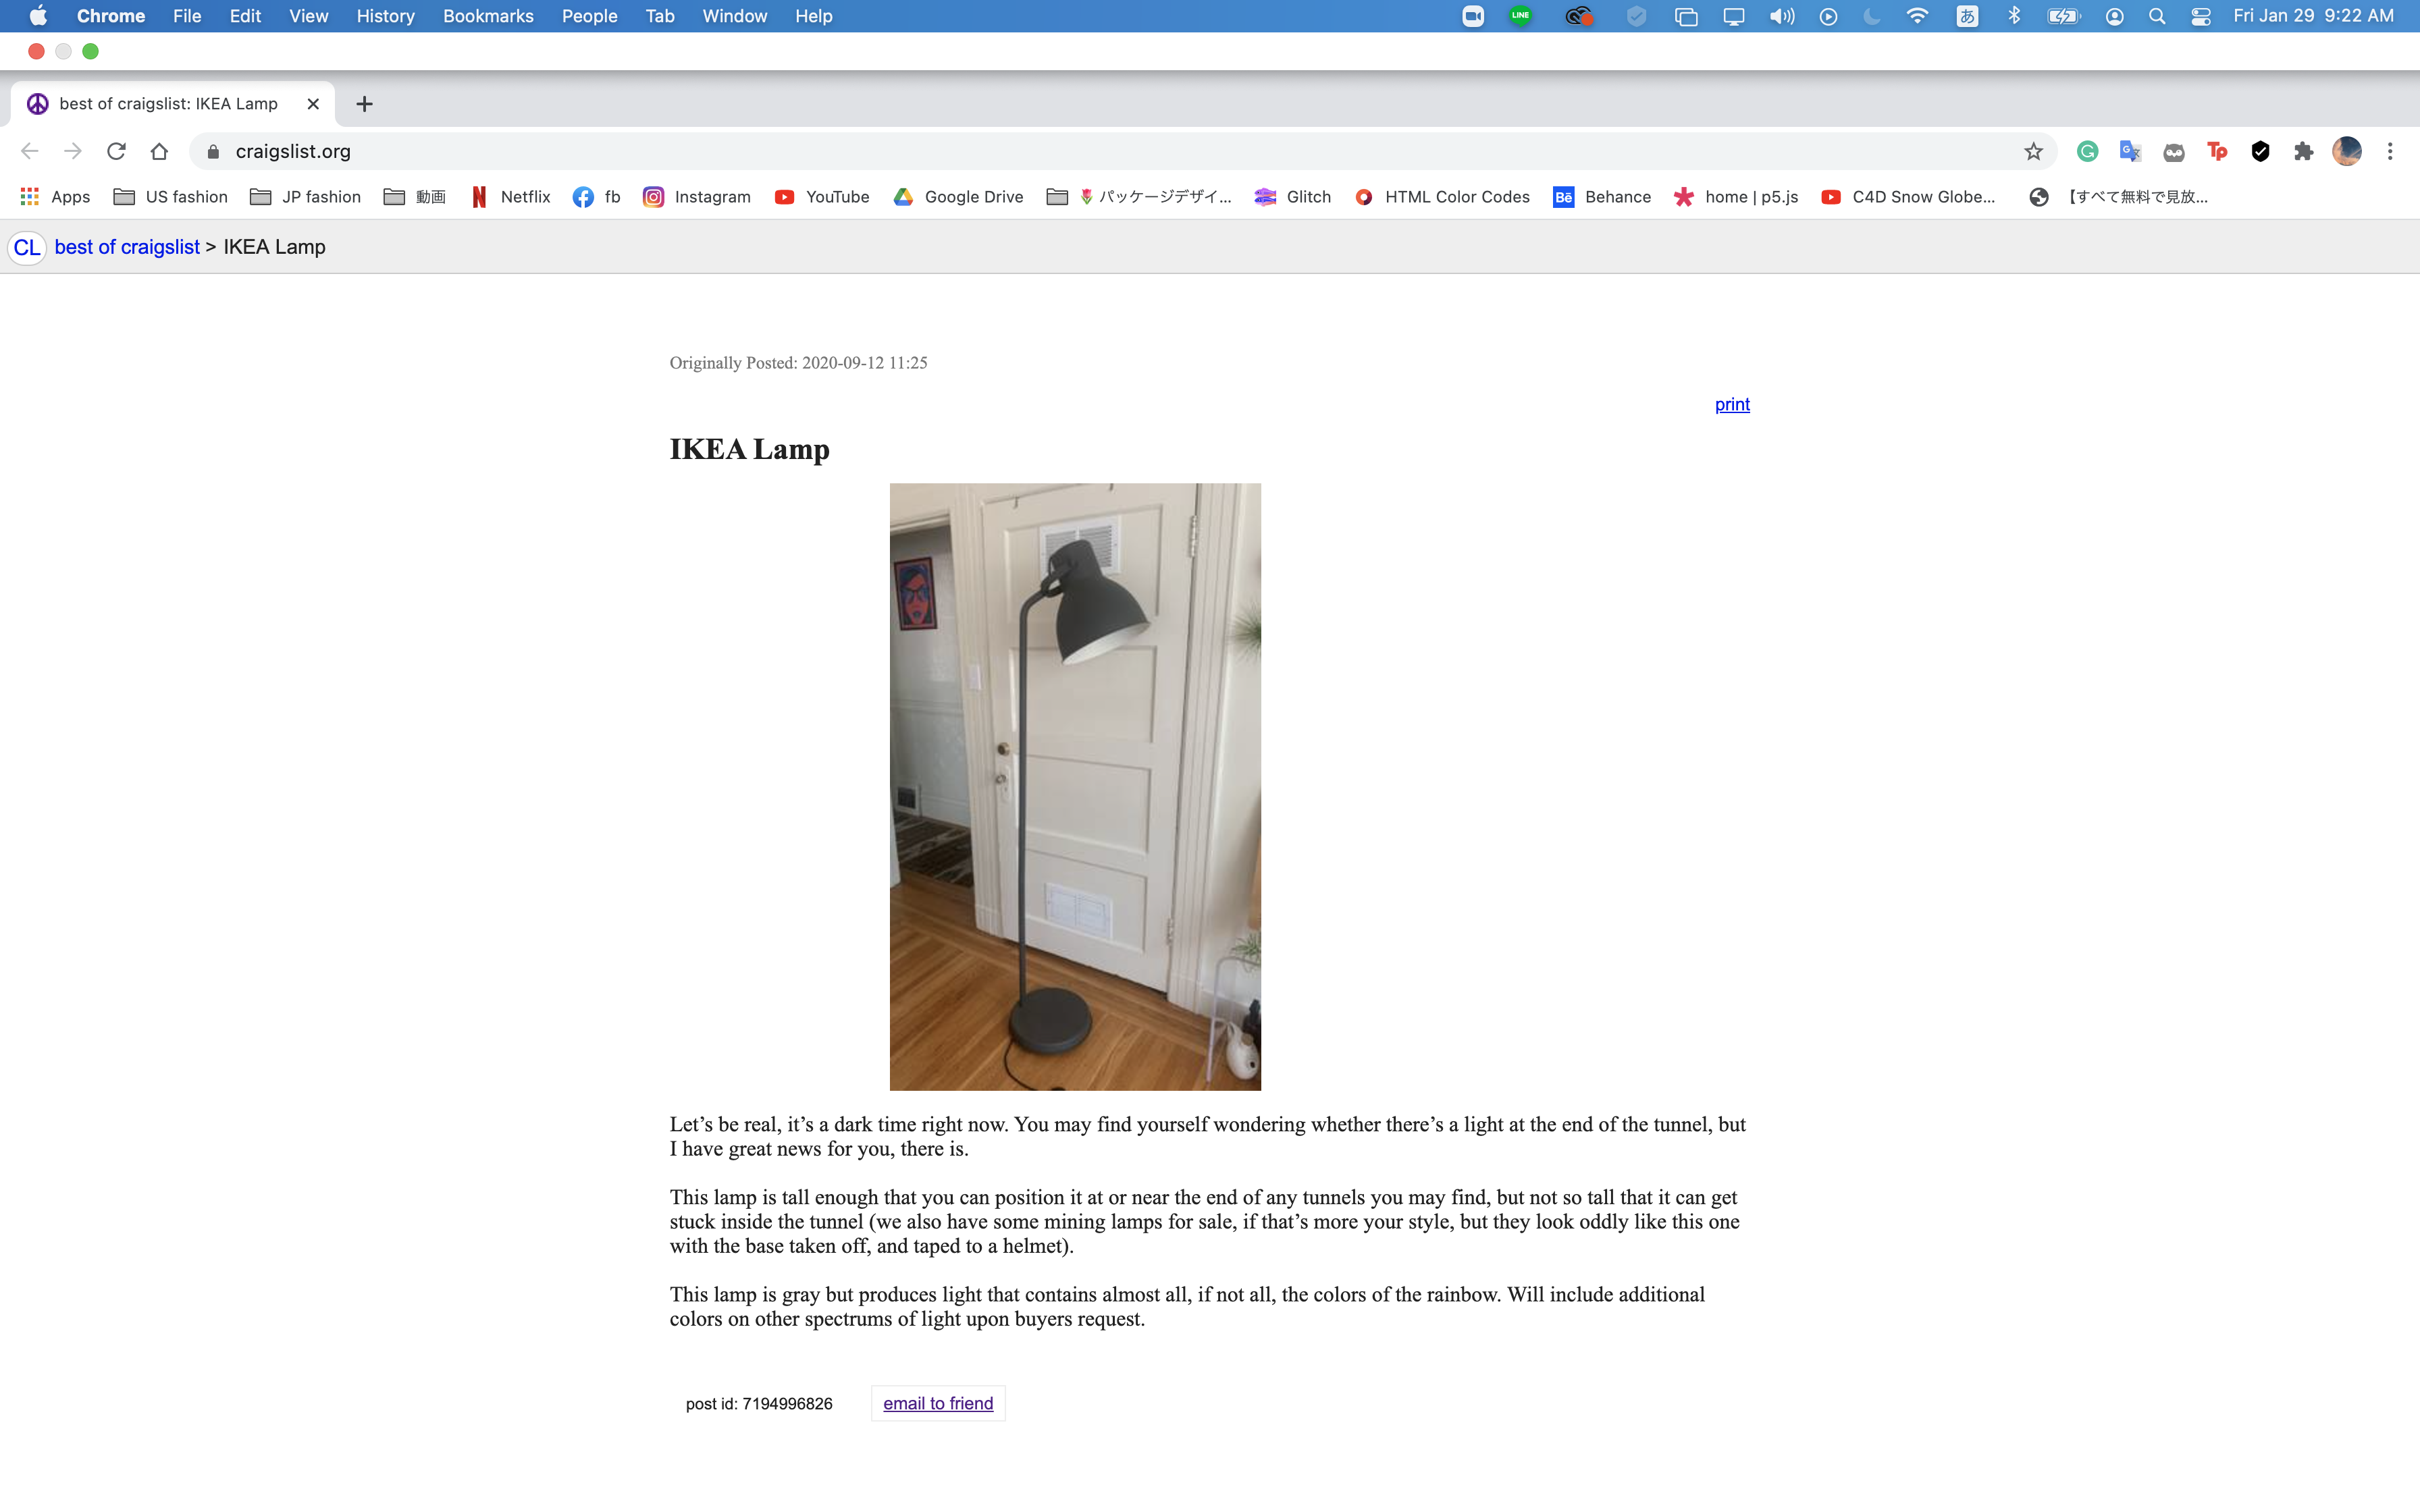 Chrome File Edit View History Bookmarks People Tab Window Help LINE あ Fri Jan 29 9:22 AM
best of craigslist: IKEA Lamp
craigslist.org Tp
Apps US fashion JP fashion 動画 Netflix fb Instagram YouTube Google Drive パッケージデザイ... Glitch HTML Color Codes Bē Behance home | p5.js C4D Snow Globe... 【すべて無料で見放...
CL best of craigslist > IKEA Lamp
Originally Posted: 2020-09-12 11:25
print
IKEA Lamp
Let’s be real, it’s a dark time right now. You may find yourself wondering whether there’s a light at the end of the tunnel, but
I have great news for you, there is.
This lamp is tall enough that you can position it at or near the end of any tunnels you may find, but not so tall that it can get
stuck inside the tunnel (we also have some mining lamps for sale, if that’s more your style, but they look oddly like this one
with the base taken off, and taped to a helmet).
This lamp is gray but produces light that contains almost all, if not all, the colors of the rainbow. Will include additional
colors on other spectrums of light upon buyers request.
post id: 7194996826 email to friend